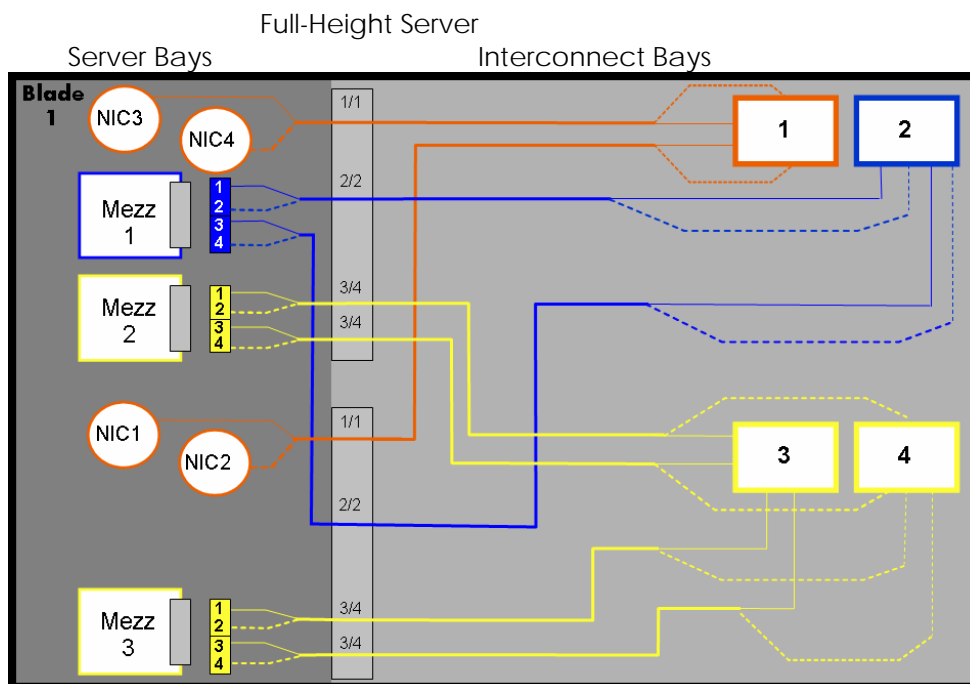 Full-Height Server
Server Bays Interconnect Bays
Blade
1
NIC3
NIC4
1/1
1
2
Mezz
1
1
2
3
4
2/2
Mezz
2
1
2
3
4
3/4
3/4
NIC1
NIC2
1/1
3
4
2/2
Mezz
3
1
2
3
4
3/4
3/4